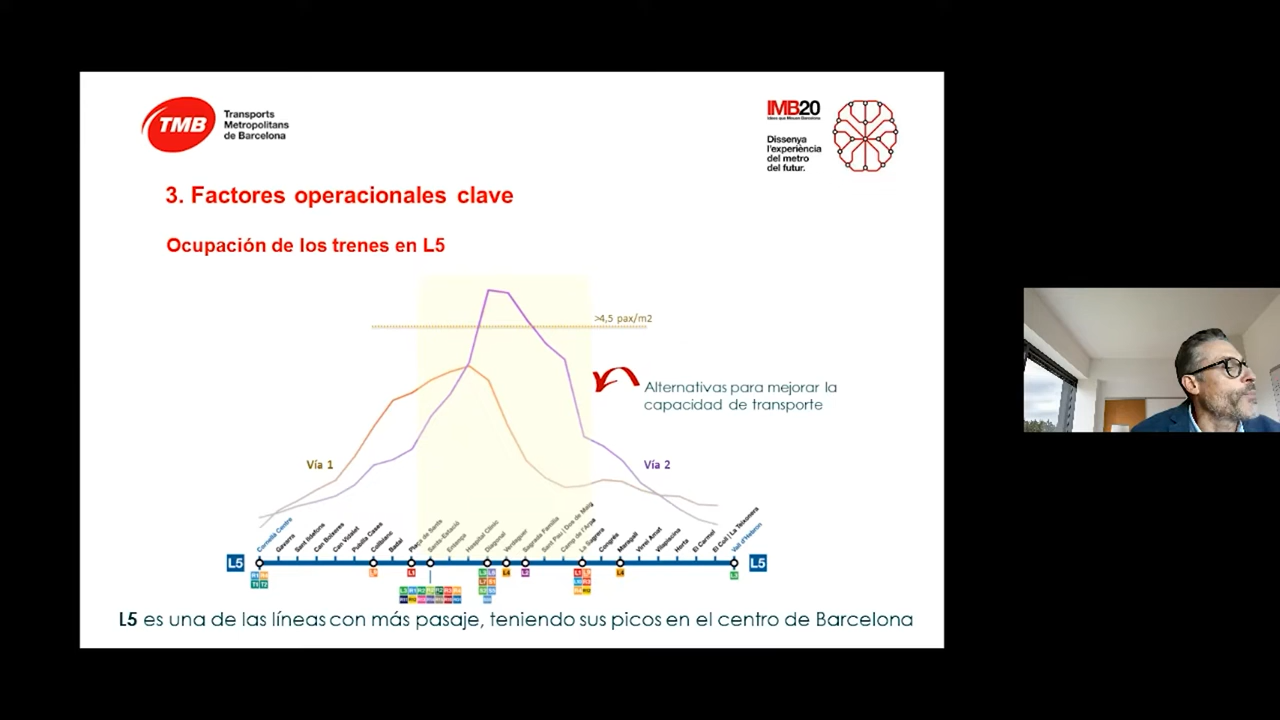 TMB
Transports
Metropolitans
de Barcelona
IMB20
Dissenya
l'experiència
del metro
del futur.
3. Factores operacionales clave
Ocupación de los trenes en L5
>4,5 pax/m2
Alternativas para mejorar la
capacidad de transporte
Vía 1
Vía 2
Cornellà Centre
Gavarra
Sant Ildefons
Can Boixeres
Can Vidalet
Pubilla Cases
Collblanc
Badal
Plaça de Sants
Sants-Estació
Entença
Hospital Clínic
Diagonal
Verdaguer
Sagrada Família
Sant Pau | Dos de Maig
Camp de l'Arpa
La Sagrera
Congrés
Maragall
Virrei Amat
Vilapicina
Horta
El Carmel
El Coll | La Teixonera
Vall d'Hebron
L5
L5
L5 es una de las líneas con más pasaje, teniendo sus picos en el centro de Barcelona